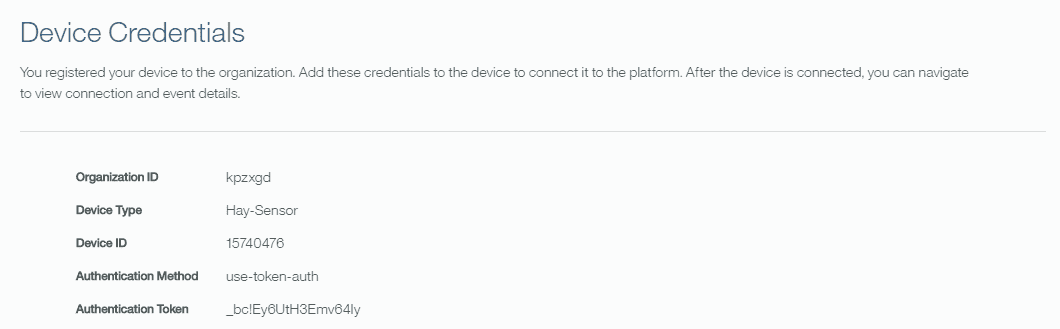 Device Credentials
You registered your device to the organization. Add these credentials to the device to connect it to the platform. After the device is connected, you can navigate
to view connection and event details.
Organization ID kpzxgd
Device Type Hay-Sensor
Device ID 15740476
Authentication Method use-token-auth
Authentication Token _bc!Ey6UtH3Emv64Iy